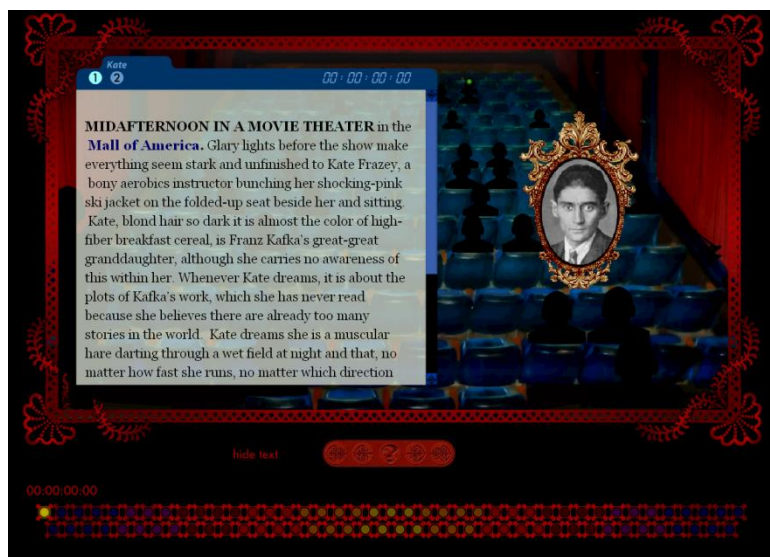 Kate
1 2
00:00:00:00
MIDAFTERNOON IN A MOVIE THEATER in the
Mall of America. Glary lights before the show make
everything seem stark and unfinished to Kate Frazey, a
bony aerobics instructor bunching her shocking-pink
ski jacket on the folded-up seat beside her and sitting.
Kate, blond hair so dark it is almost the color of high-
fiber breakfast cereal, is Franz Kafka's great-great
granddaughter, although she carries no awareness of
this within her. Whenever Kate dreams, it is about the
plots of Kafka's work, which she has never read
because she believes there are already too many
stories in the world. Kate dreams she is a muscular
hare darting through a wet field at night and that, no
matter how fast she runs, no matter which direction
hide text
?
00:00:00:00